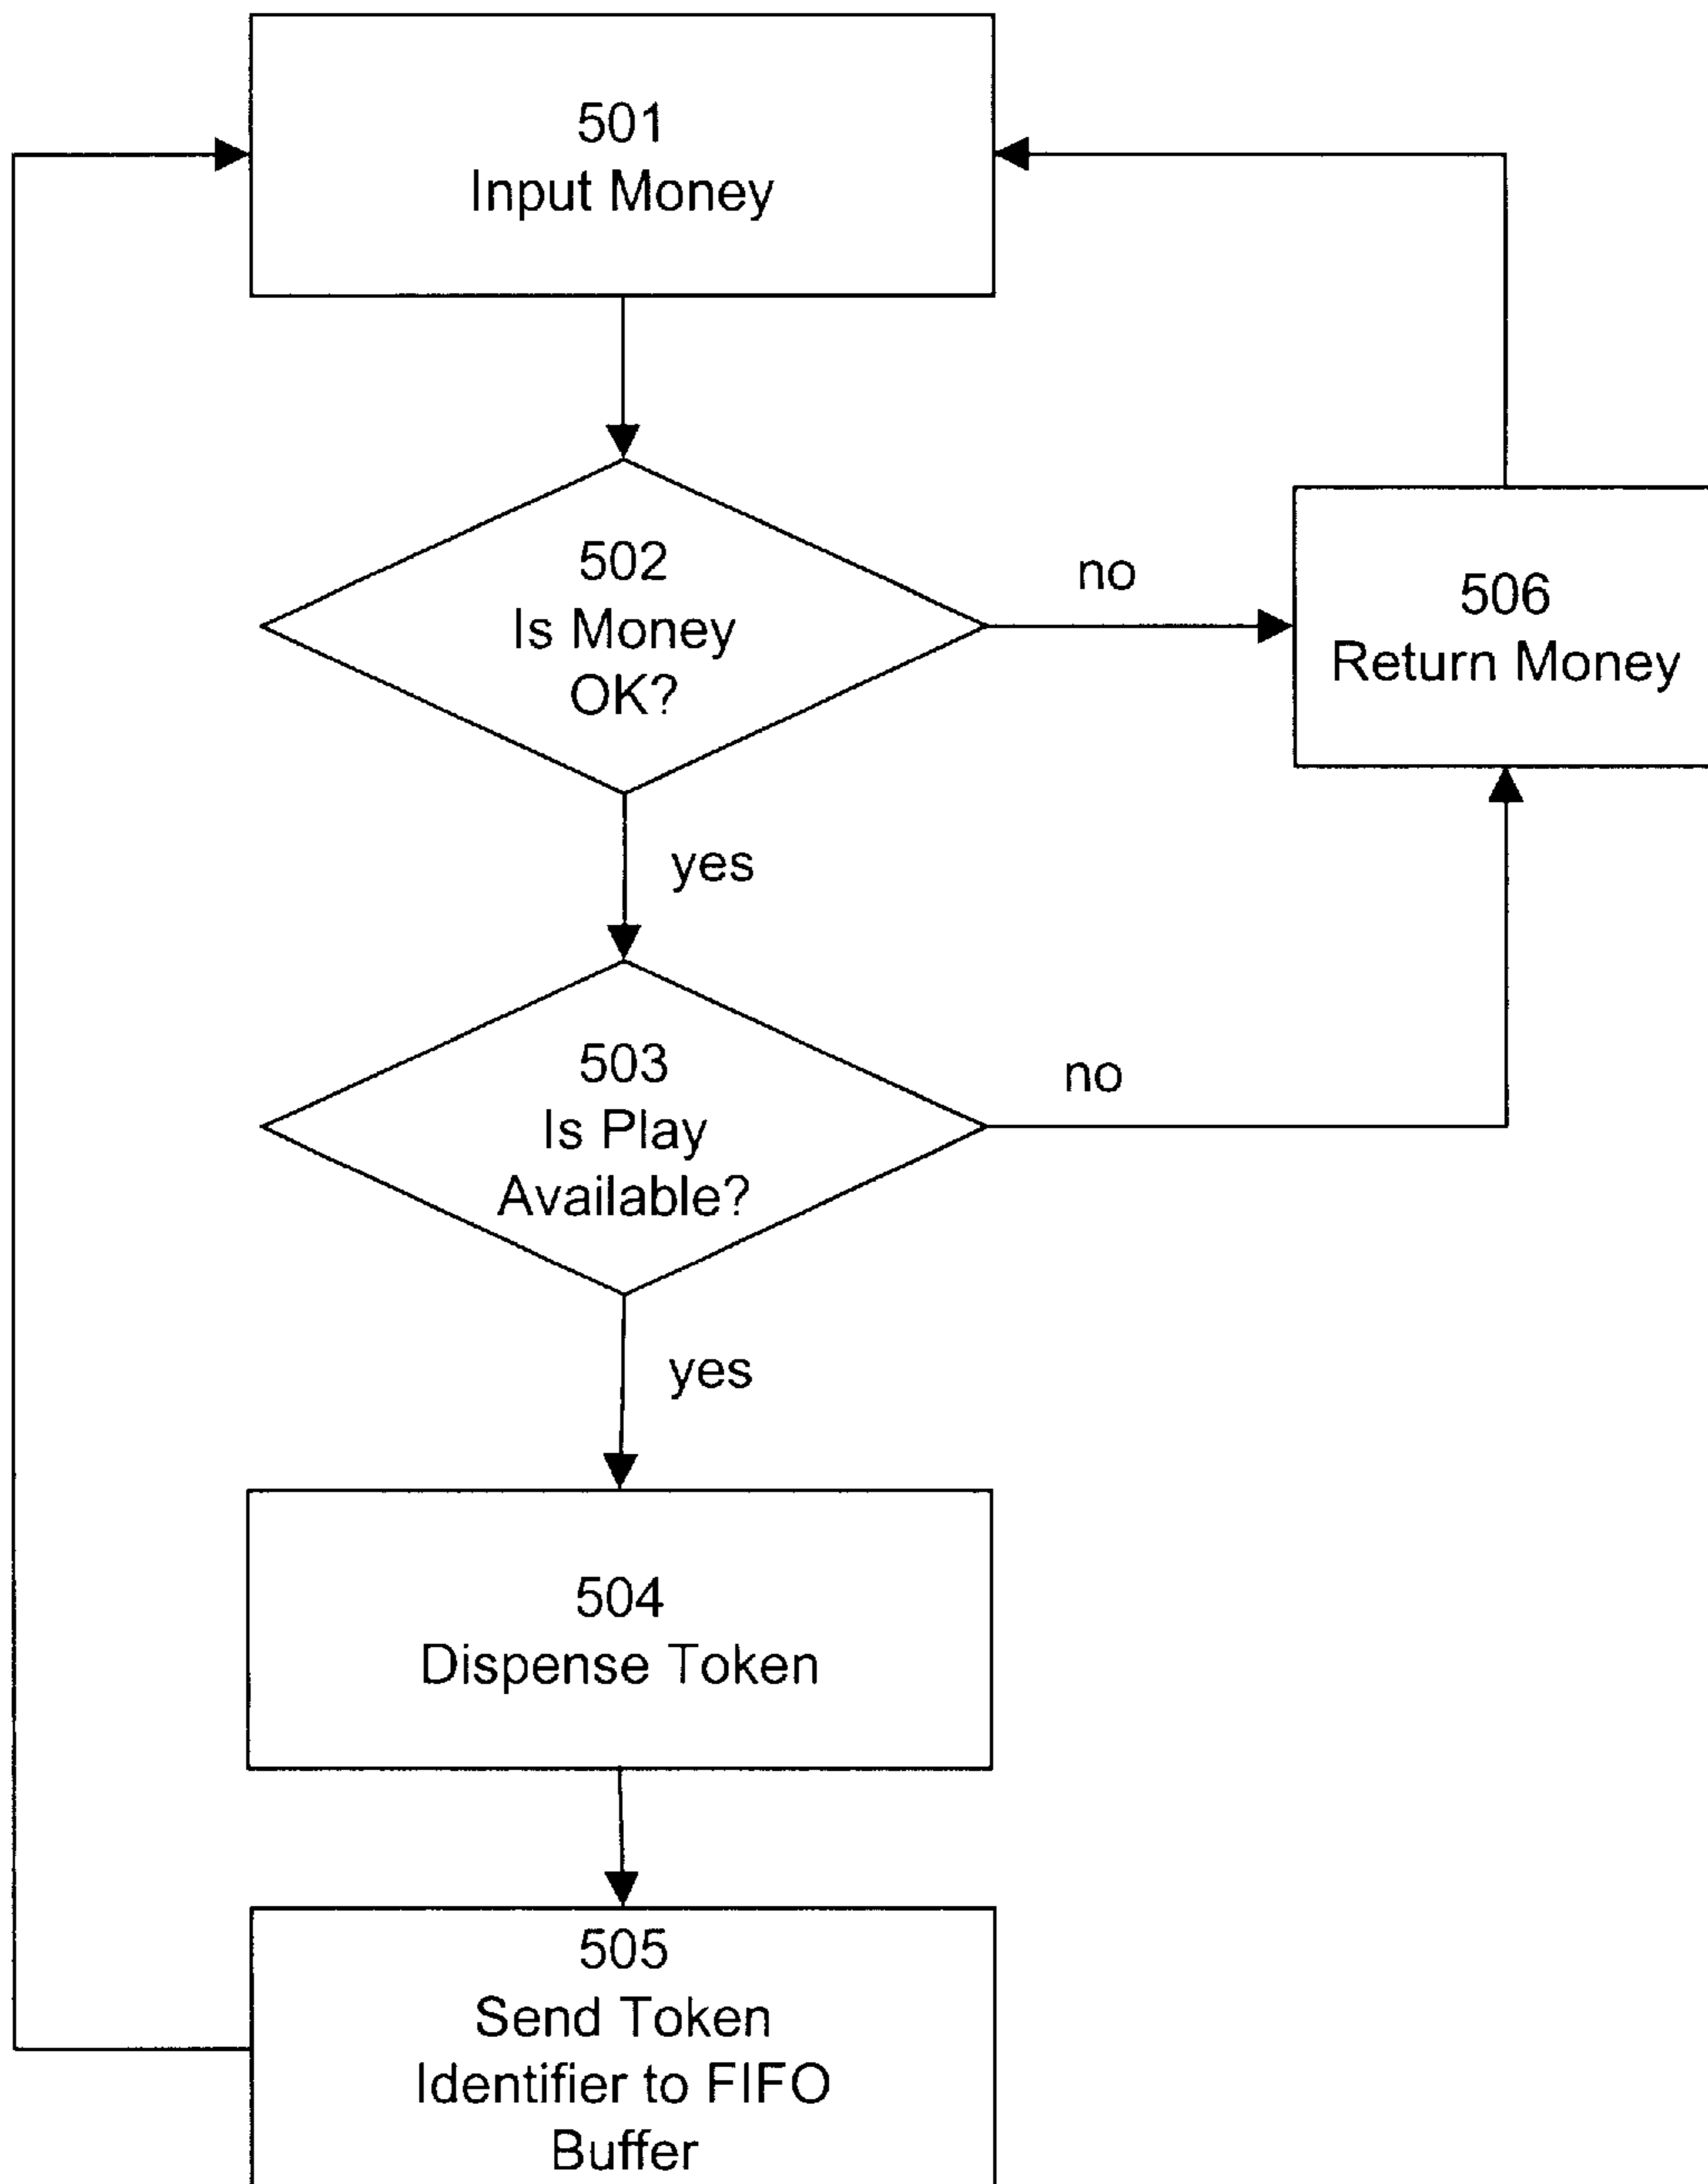 501
Input Money
502
Is Money
OK?
no
506
Return Money
yes
503
Is Play
Available?
no
yes
504
Dispense Token
505
Send Token
Identifier to FIFO
Buffer